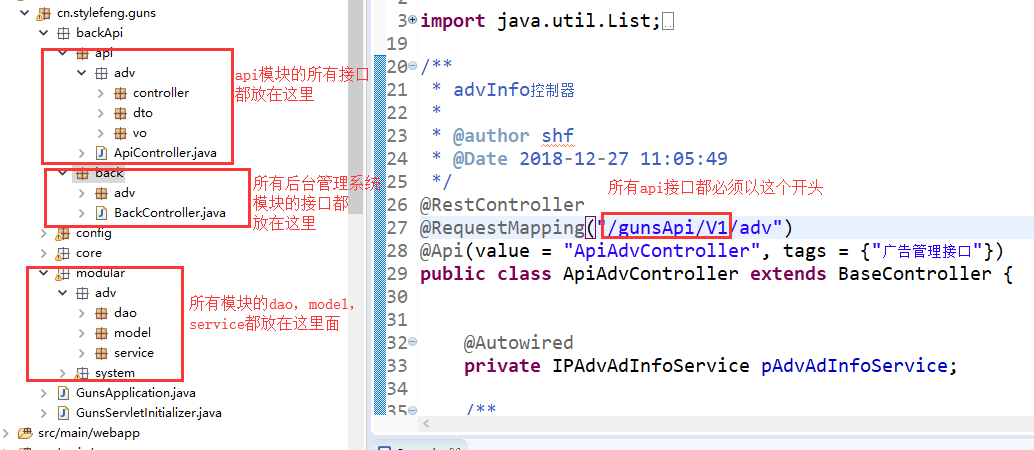 cn.stylefeng.guns
backApi
api
adv
controller
dto
vo
ApiController.java
back
adv
BackController.java
config
core
modular
adv
dao
model
service
system
GunsApplication.java
GunsServletInitializer.java
src/main/webapp
api模块的所有接口
都放在这里
所有后台管理系统
模块的接口都
放在这里
所有模块的dao，model，
service都放在这里面
3 import java.util.List;
19
20 /**
21 * advInfo控制器
22 *
23 * @author shf
24 * @Date 2018-12-27 11:05:49
25 */
所有api接口都必须以这个开头
26 @RestController
27 @RequestMapping("/gunsApi/V1/adv")
28 @Api(value = "ApiAdvController", tags = {"广告管理接口"})
29 public class ApiAdvController extends BaseController {
30
31
32 @Autowired
33 private IPAdvAdInfoService pAdvAdInfoService;
34
35 /**